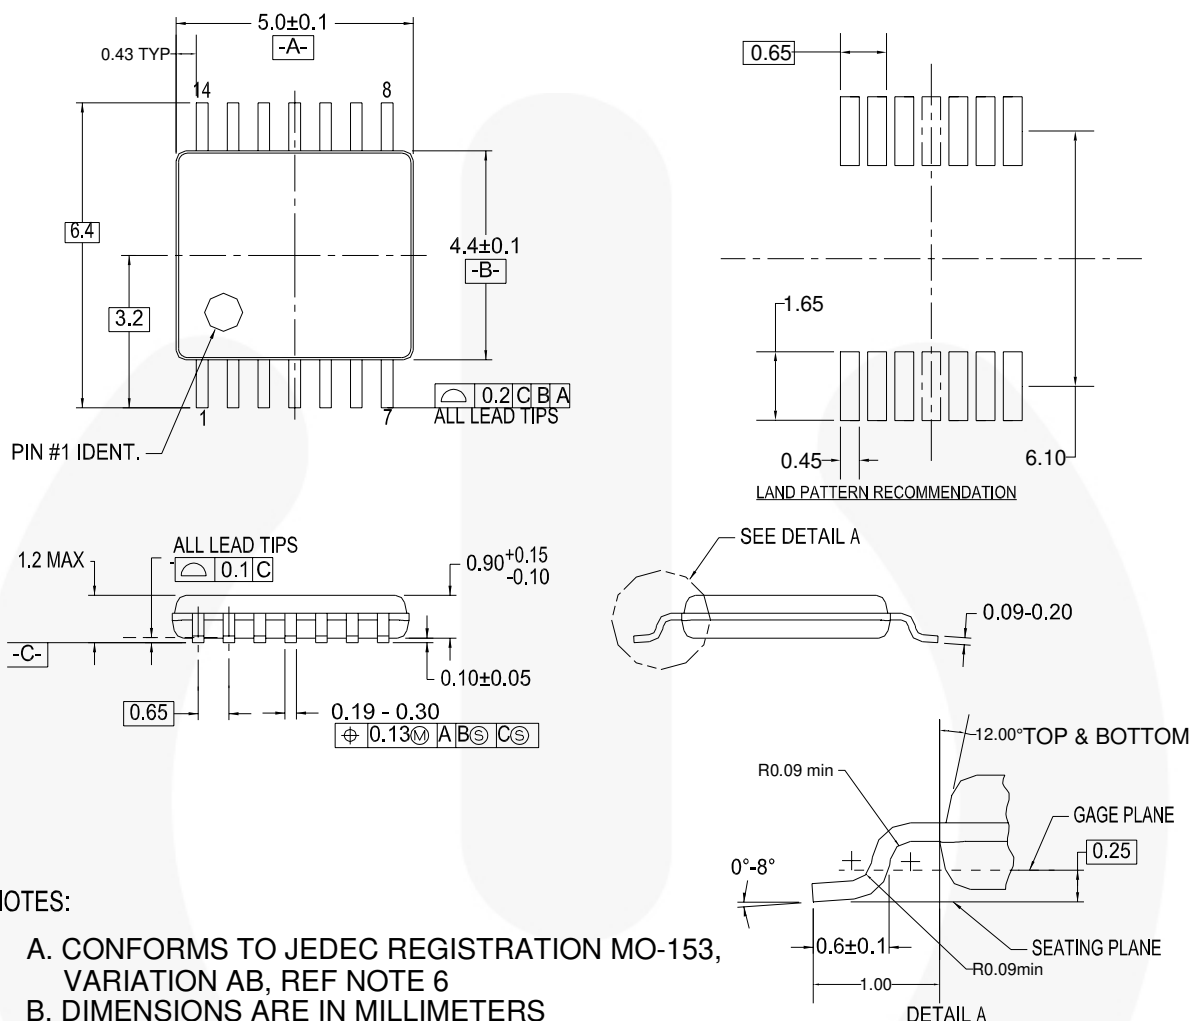 5.0±0.1
-A-
0.43 TYP
14
8
6.4
3.2
4.4±0.1
-B-
1
7
0.2 C B A
ALL LEAD TIPS
PIN #1 IDENT.
0.65
1.65
0.45
6.10
LAND PATTERN RECOMMENDATION
1.2 MAX
ALL LEAD TIPS
0.1 C
0.90 +0.15
-0.10
-C-
0.10±0.05
0.65
0.19 - 0.30
⌖ 0.13Ⓜ A BⓈ CⓈ
SEE DETAIL A
0.09-0.20
12.00° TOP & BOTTOM
R0.09 min
GAGE PLANE
0.25
0°-8°
0.6±0.1
SEATING PLANE
R0.09min
1.00
DETAIL A
NOTES:
A. CONFORMS TO JEDEC REGISTRATION MO-153,
VARIATION AB, REF NOTE 6
B. DIMENSIONS ARE IN MILLIMETERS